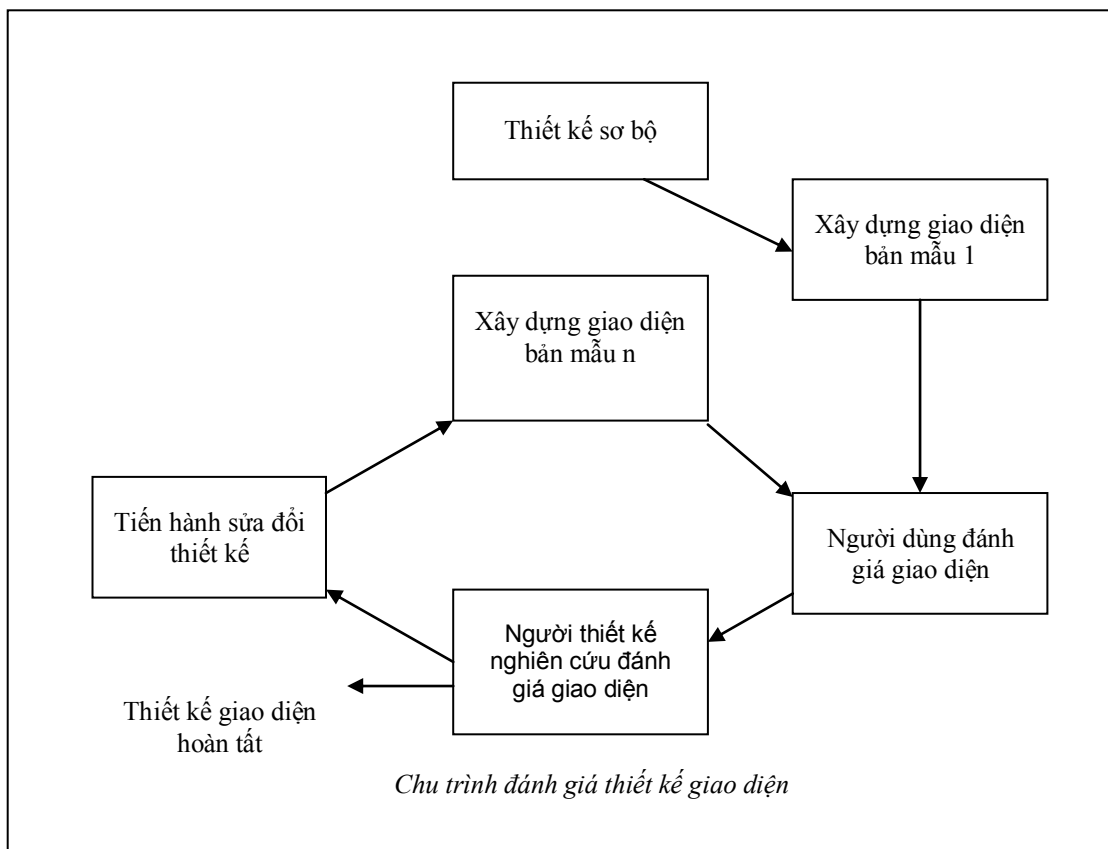 Thiết kế sơ bộ
Xây dựng giao diện
bản mẫu 1
Xây dựng giao diện
bản mẫu n
Tiến hành sửa đổi
thiết kế
Người dùng đánh
giá giao diện
Người thiết kế
nghiên cứu đánh
giá giao diện
Thiết kế giao diện
hoàn tất
Chu trình đánh giá thiết kế giao diện